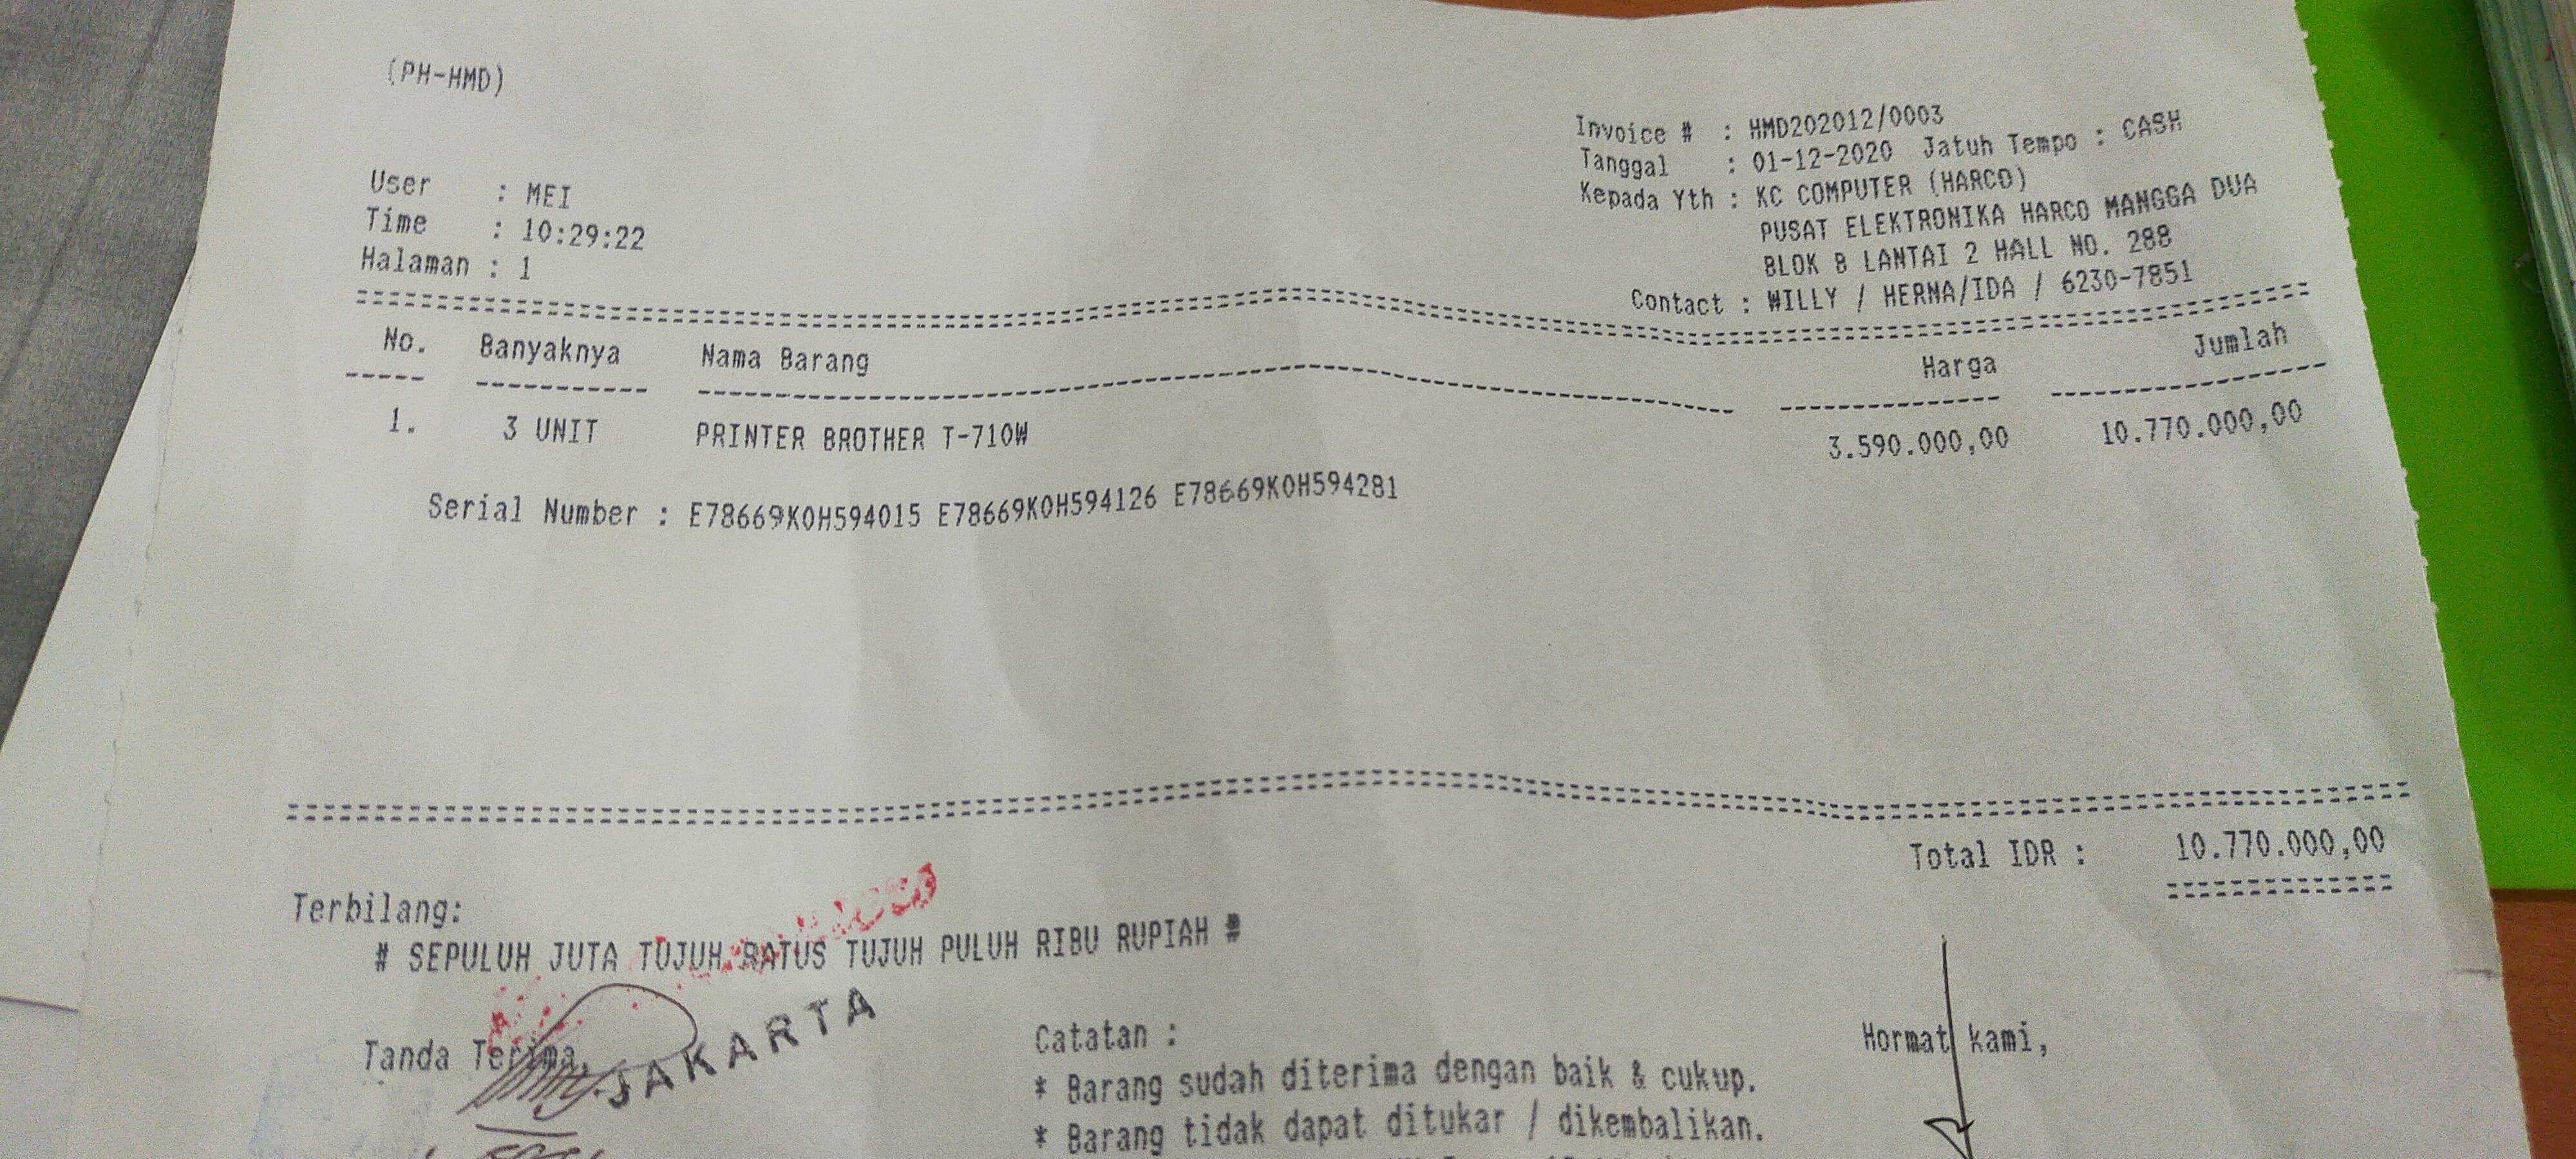 (PH-HMD)
Invoice # : HMD202012/0003
Tanggal : 01-12-2020 Jatuh Tempo : CASH
Kepada Yth : KC COMPUTER (HARCO)
PUSAT ELEKTRONIKA HARCO MANGGA DUA
BLOK B LANTAI 2 HALL NO. 288
Contact : WILLY / HERNA/IDA / 6230-7851
User : MEI
Time : 10:29:22
Halaman : 1
No. Banyaknya Nama Barang Harga Jumlah
1. 3 UNIT PRINTER BROTHER T-710W 3.590.000,00 10.770.000,00
Serial Number : E78669K0H594015 E78669K0H594126 E78669K0H594281
Total IDR : 10.770.000,00
Terbilang:
# SEPULUH JUTA TUJUH RATUS TUJUH PULUH RIBU RUPIAH #
Tanda Terima,
JAKARTA
Catatan :
* Barang sudah diterima dengan baik & cukup.
* Barang tidak dapat ditukar / dikembalikan.
Hormat kami,